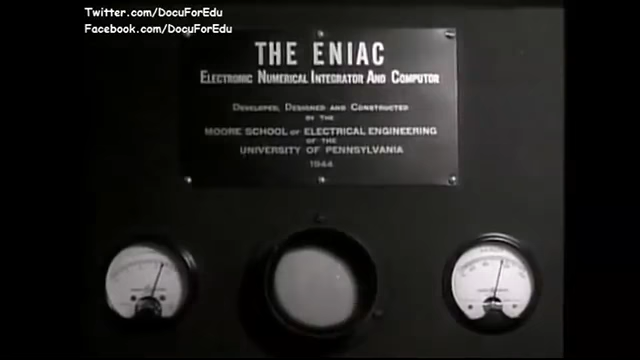 Twitter.com/DocuForEdu
Facebook.com/DocuForEdu
THE ENIAC
ELECTRONIC NUMERICAL INTEGRATOR AND COMPUTOR
DEVELOPED, DESIGNED AND CONSTRUCTED
BY THE
MOORE SCHOOL OF ELECTRICAL ENGINEERING
OF THE
UNIVERSITY OF PENNSYLVANIA
1944